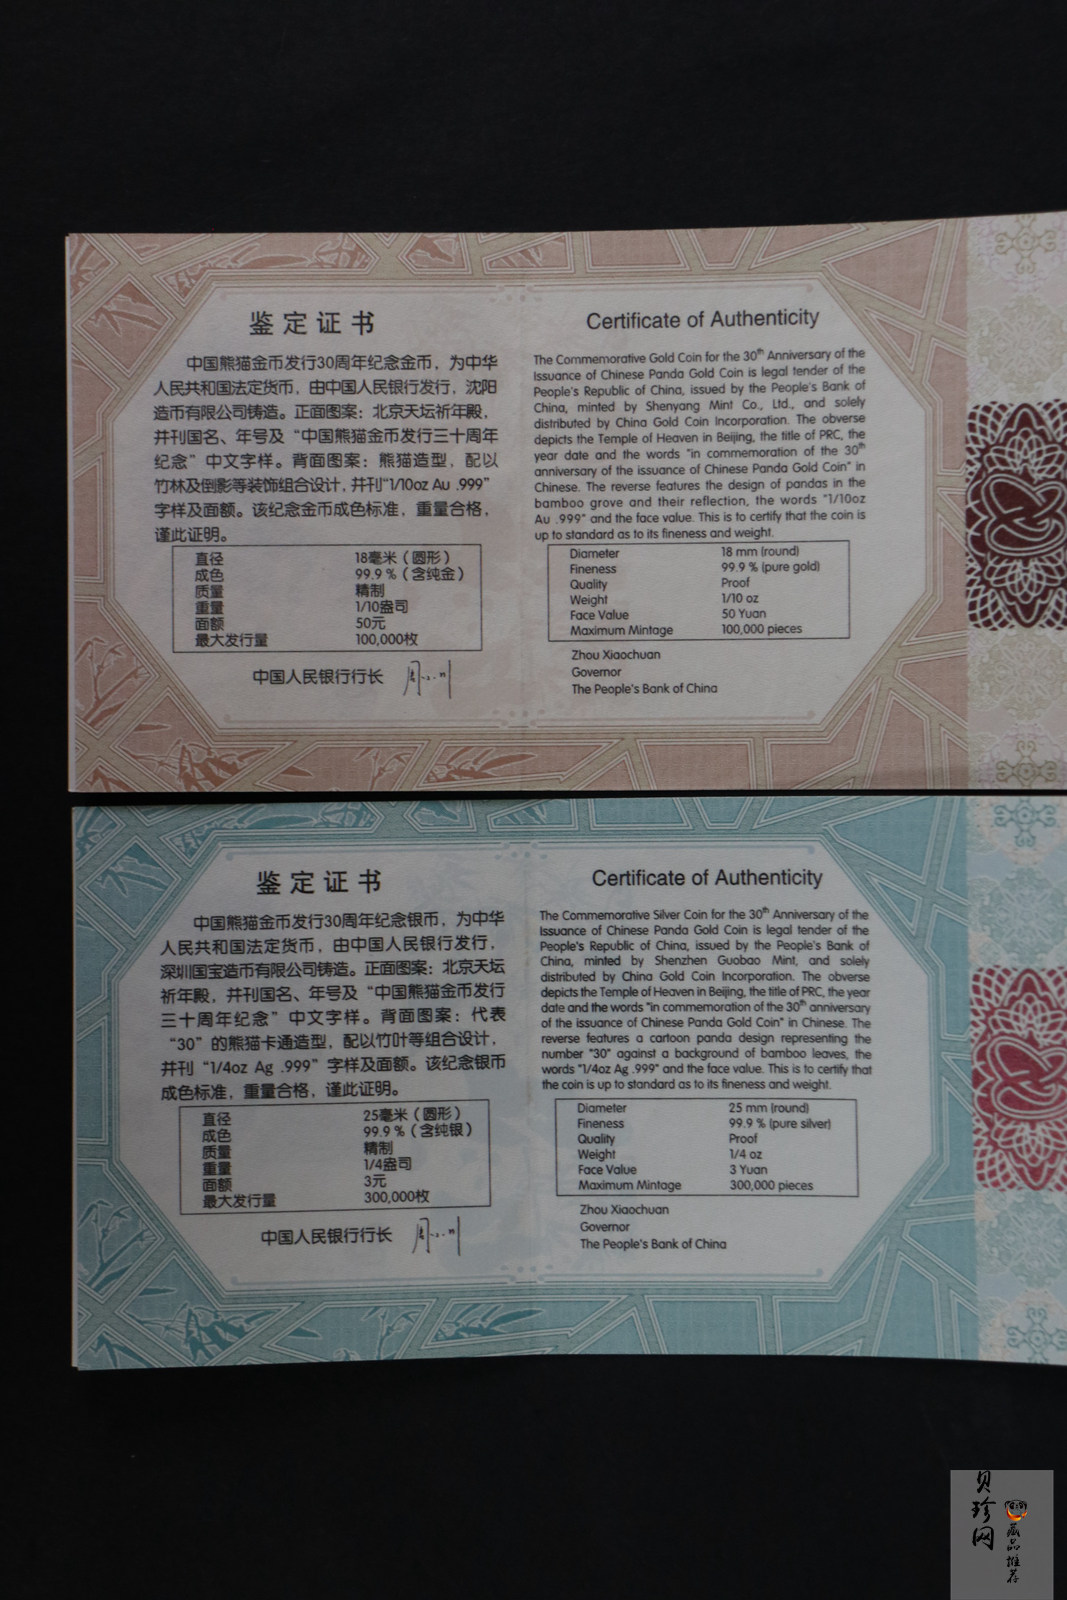 鉴定证书
中国熊猫金币发行30周年纪念金币，为中华
人民共和国法定货币，由中国人民银行发行，沈阳
造币有限公司铸造。正面图案：北京天坛祈年殿，
并刊国名、年号及“中国熊猫金币发行三十周年
纪念”中文字样。背面图案：熊猫造型，配以
竹林及倒影等装饰组合设计，并刊“1/10oz Au .999”
字样及面额。该纪念金币成色标准，重量合格，
谨此证明。
直径 18毫米（圆形）
成色 99.9％（含纯金）
质量 精制
重量 1/10盎司
面额 50元
最大发行量 100,000枚
中国人民银行行长
Certificate of Authenticity
The Commemorative Gold Coin for the 30th Anniversary of the
Issuance of Chinese Panda Gold Coin is legal tender of the
People's Republic of China, issued by the People's Bank of
China, minted by Shenyang Mint Co., Ltd., and solely
distributed by China Gold Coin Incorporation. The obverse
depicts the Temple of Heaven in Beijing, the title of PRC, the
year date and the words "in commemoration of the 30th
anniversary of the issuance of Chinese Panda Gold Coin" in
Chinese. The reverse features the design of pandas in the
bamboo grove and their reflection, the words "1/10oz
Au .999" and the face value. This is to certify that the coin is
up to standard as to its fineness and weight.
Diameter 18 mm (round)
Fineness 99.9 % (pure gold)
Quality Proof
Weight 1/10 oz
Face Value 50 Yuan
Maximum Mintage 100,000 pieces
Zhou Xiaochuan
Governor
The People's Bank of China
鉴定证书
中国熊猫金币发行30周年纪念银币，为中华
人民共和国法定货币，由中国人民银行发行，
深圳国宝造币有限公司铸造。正面图案：北京天坛
祈年殿，并刊国名、年号及“中国熊猫金币发行
三十周年纪念”中文字样。背面图案：代表
“30”的熊猫卡通造型，配以竹叶等组合设计，
并刊“1/4oz Ag .999”字样及面额。该纪念银币
成色标准，重量合格，谨此证明。
直径 25毫米（圆形）
成色 99.9％（含纯银）
质量 精制
重量 1/4盎司
面额 3元
最大发行量 300,000枚
中国人民银行行长
Certificate of Authenticity
The Commemorative Silver Coin for the 30th Anniversary of the
Issuance of Chinese Panda Gold Coin is legal tender of the
People's Republic of China, issued by the People's Bank of
China, minted by Shenzhen Guobao Mint, and solely
distributed by China Gold Coin Incorporation. The obverse
depicts the Temple of Heaven in Beijing, the title of PRC, the year
date and the words "in commemoration of the 30th anniversary
of the issuance of Chinese Panda Gold Coin" in Chinese. The
reverse features a cartoon panda design representing the
number "30" against a background of bamboo leaves, the
words "1/4oz Ag .999" and the face value. This is to certify that
the coin is up to standard as to its fineness and weight.
Diameter 25 mm (round)
Fineness 99.9 % (pure silver)
Quality Proof
Weight 1/4 oz
Face Value 3 Yuan
Maximum Mintage 300,000 pieces
Zhou Xiaochuan
Governor
The People's Bank of China
贝珍网
藏品推荐